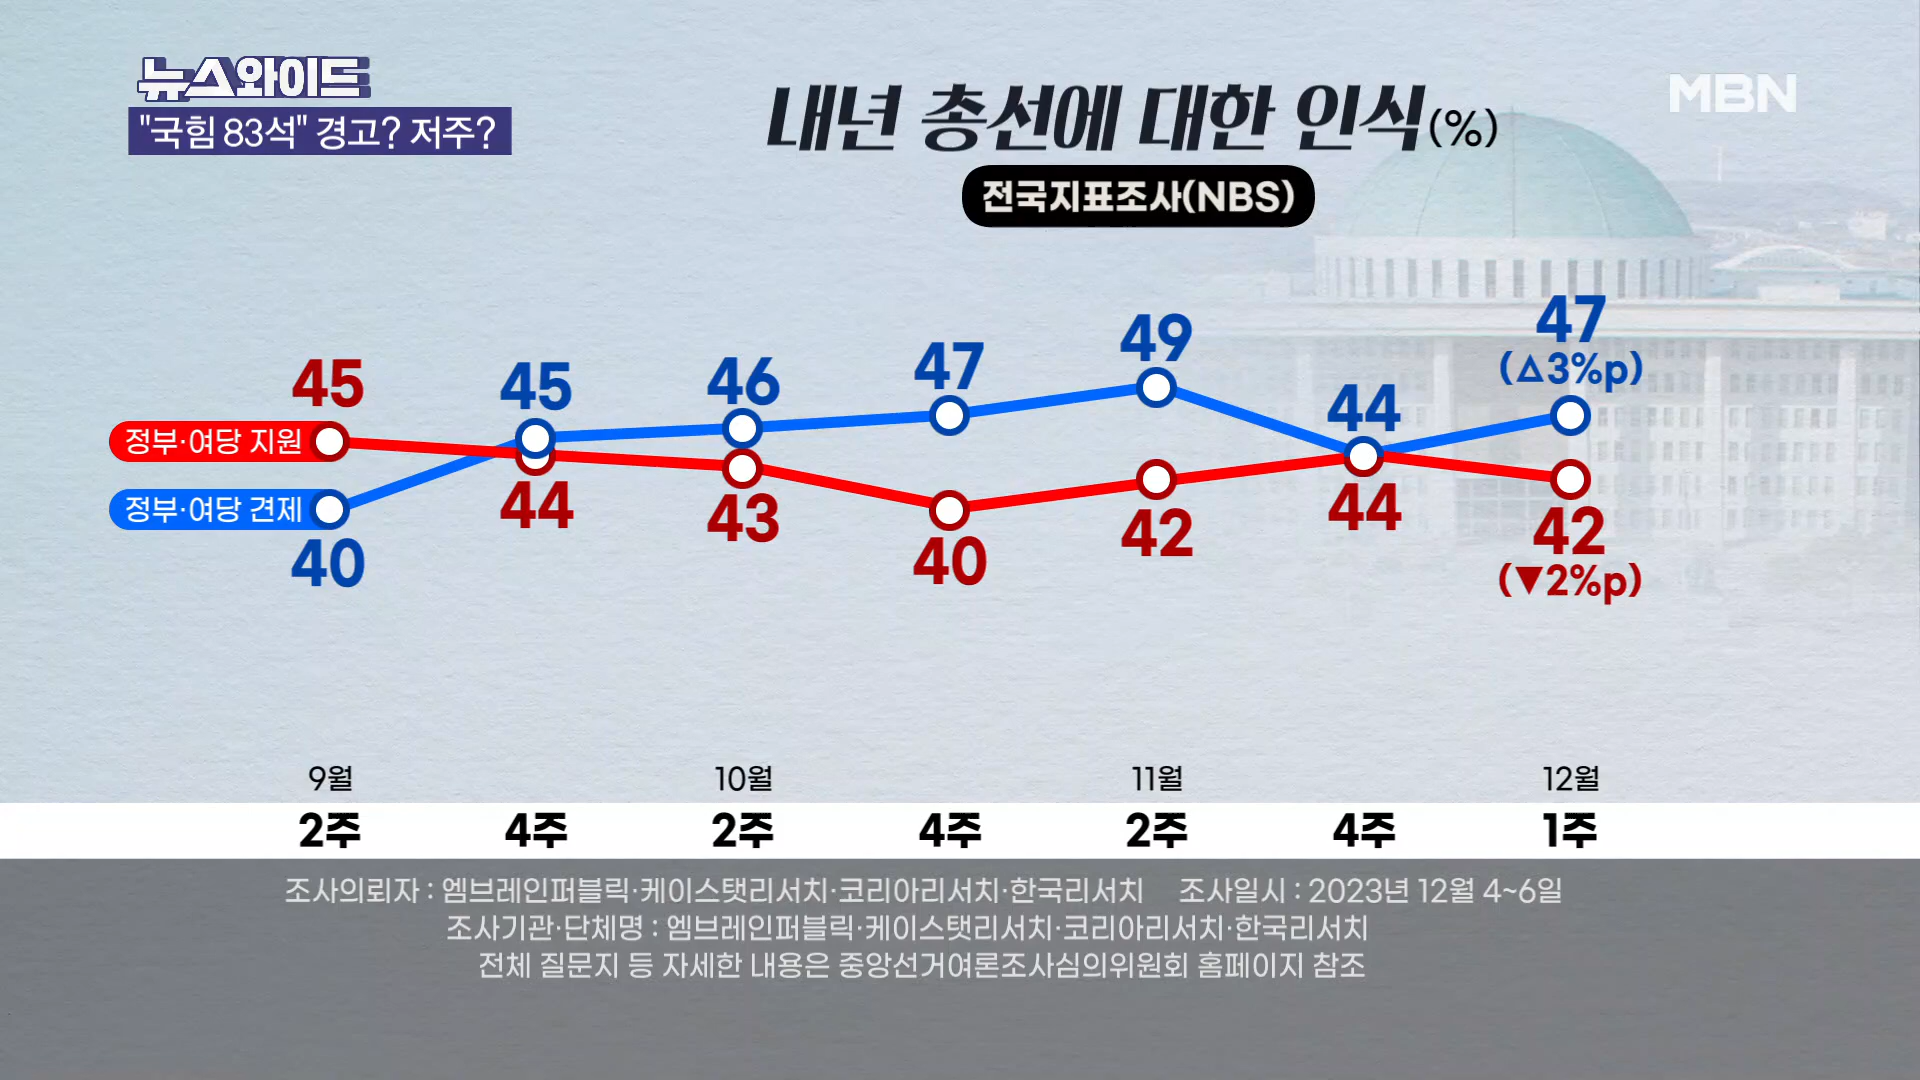 뉴스와이드
"국힘 83석" 경고? 저주?
MBN
내년 총선에 대한 인식(%)
전국지표조사(NBS)
45 45 46 47 49 44 47
(△3%p)
정부·여당 지원
정부·여당 견제
40 44 43 40 42 44 42
(▼2%p)
9월 10월 11월 12월
2주 4주 2주 4주 2주 4주 1주
조사의뢰자 : 엠브레인퍼블릭·케이스탯리서치·코리아리서치·한국리서치 조사일시 : 2023년 12월 4~6일
조사기관·단체명 : 엠브레인퍼블릭·케이스탯리서치·코리아리서치·한국리서치
전체 질문지 등 자세한 내용은 중앙선거여론조사심의위원회 홈페이지 참조